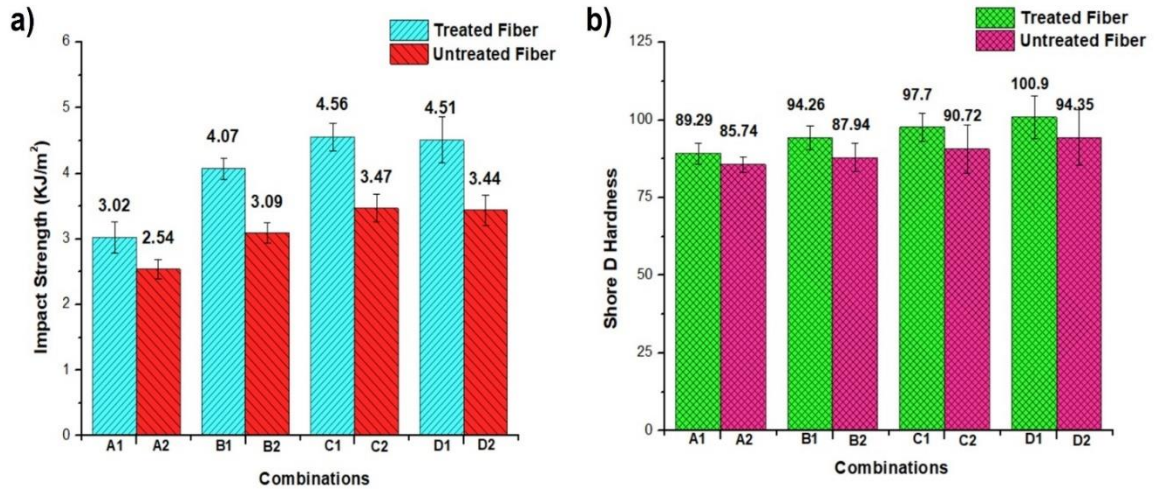 a)
Treated Fiber
Untreated Fiber
Impact Strength (KJ/m²)
6
5
4
3
2
1
0
3.02
2.54
4.07
3.09
4.56
3.47
4.51
3.44
A1 A2 B1 B2 C1 C2 D1 D2
Combinations
b)
Treated Fiber
Untreated Fiber
Shore D Hardness
125
100
75
50
25
0
89.29
85.74
94.26
87.94
97.7
90.72
100.9
94.35
A1 A2 B1 B2 C1 C2 D1 D2
Combinations